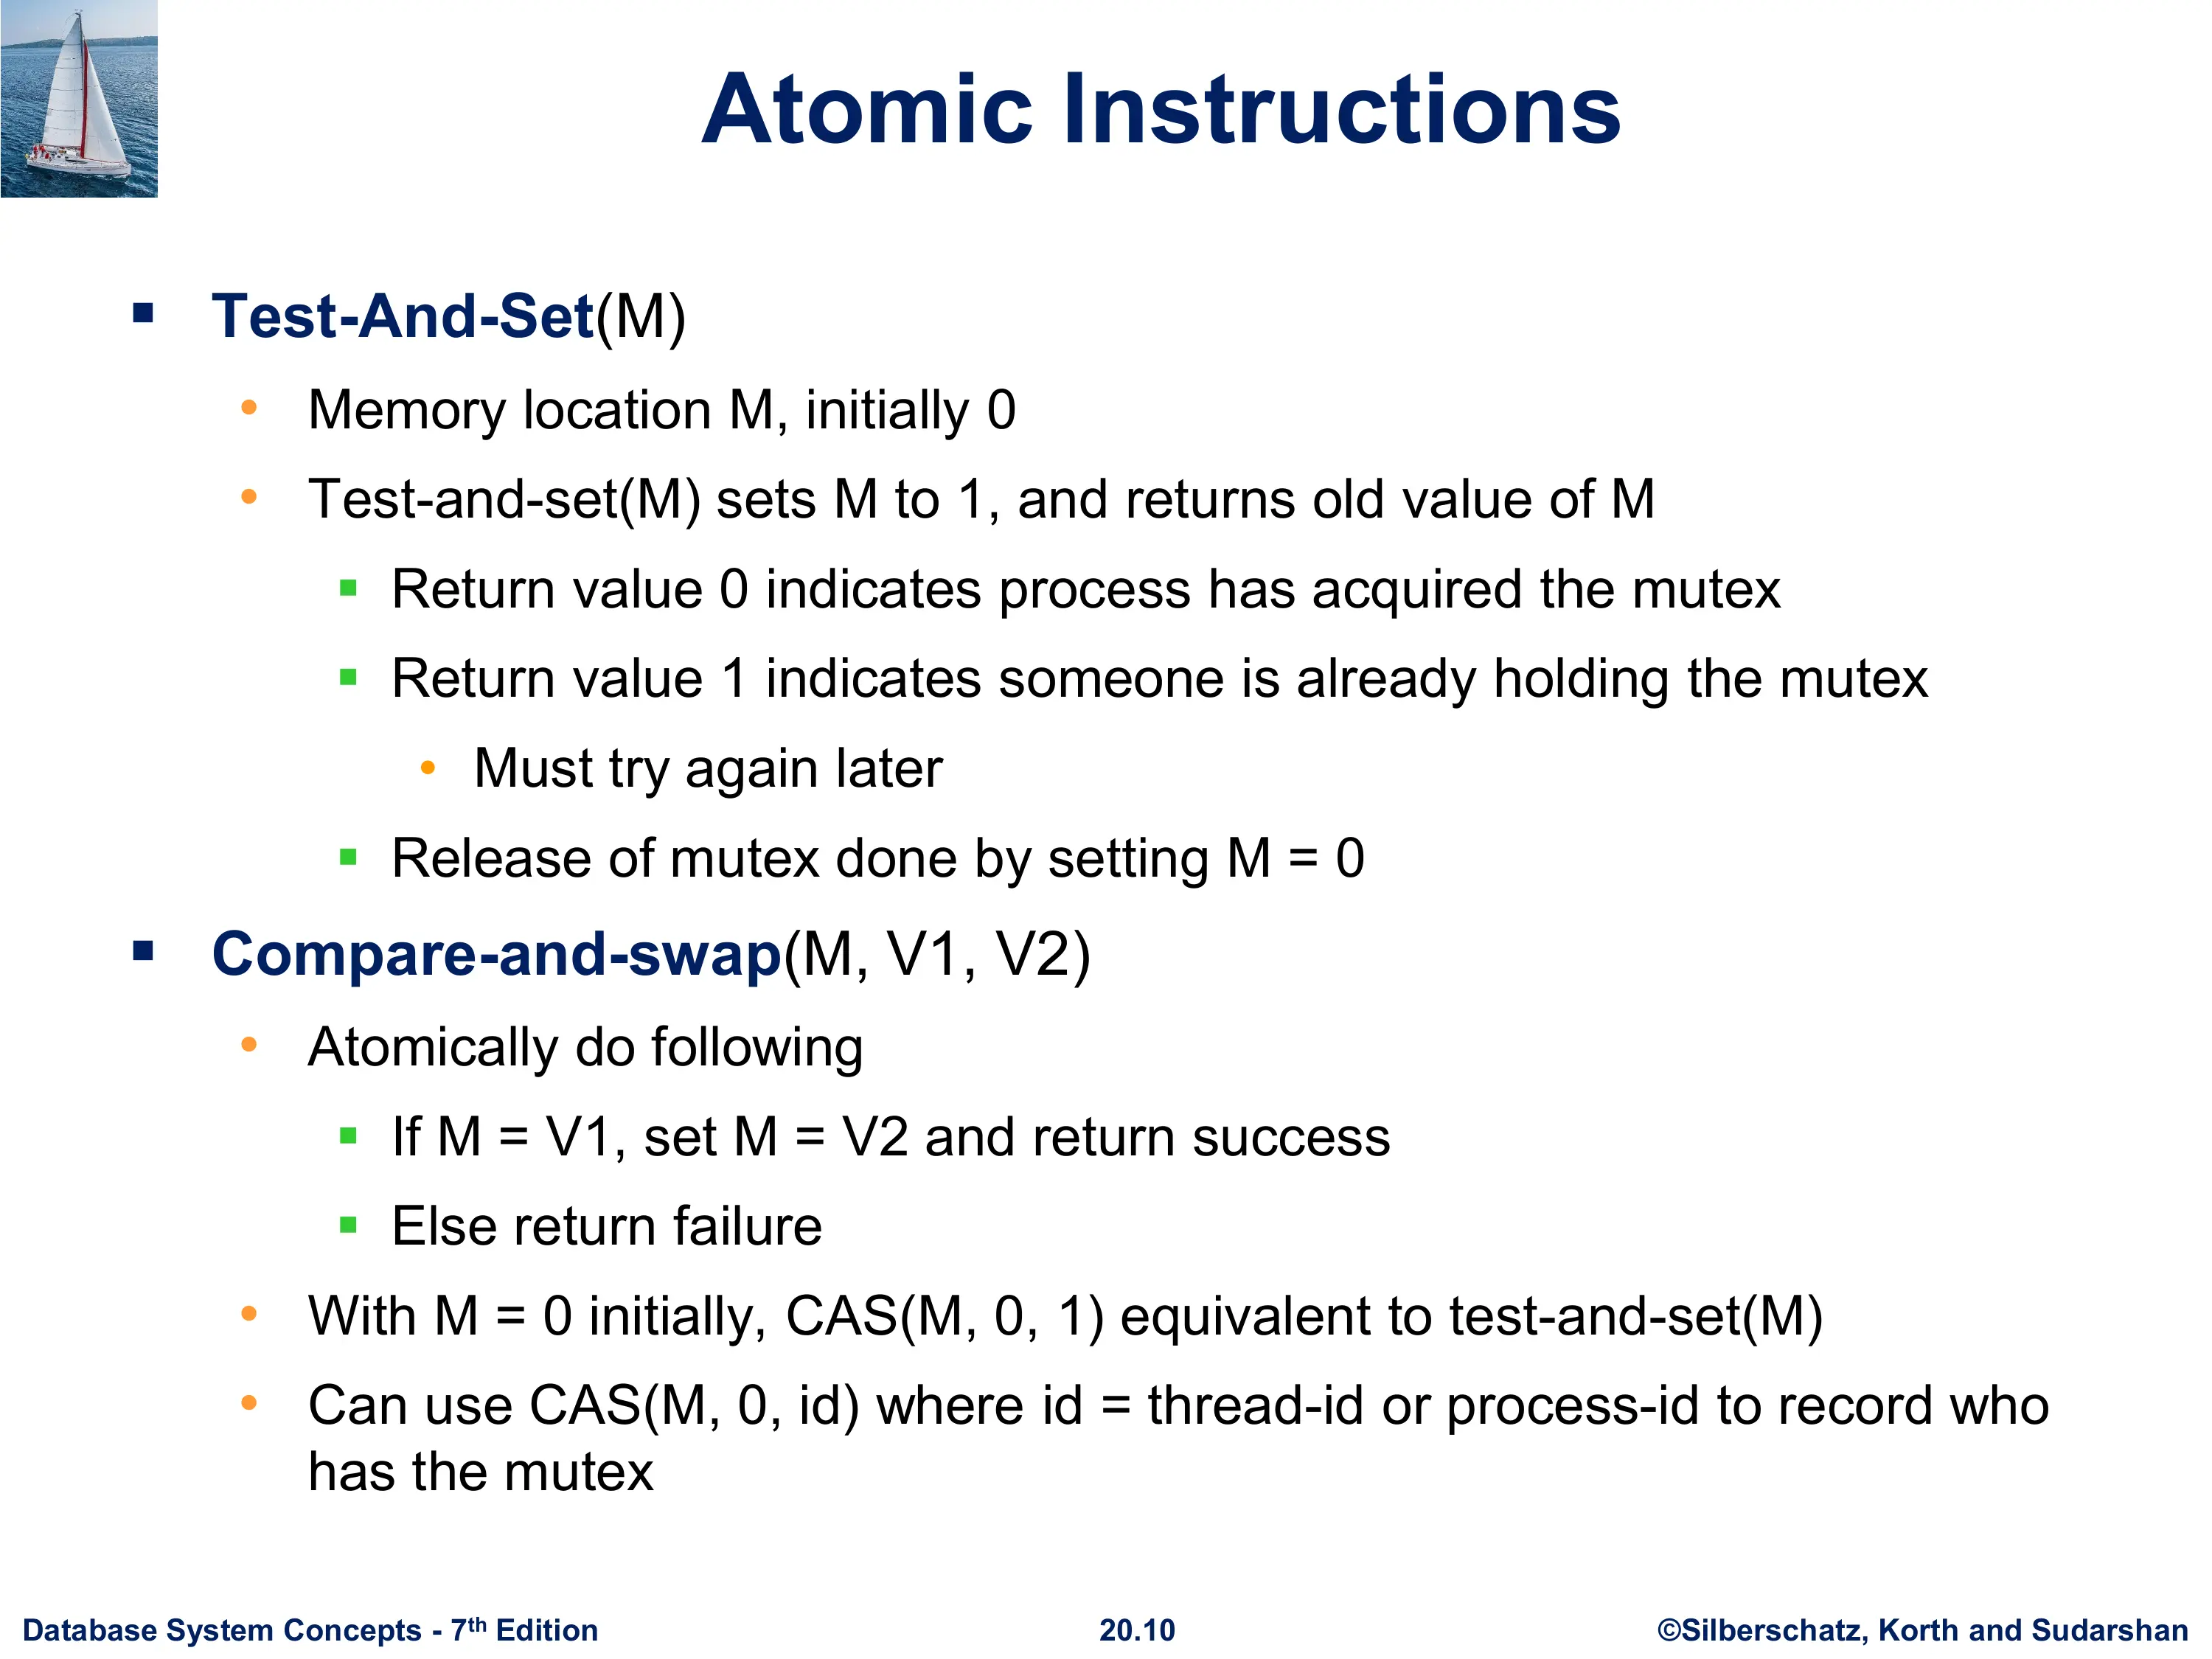 Atomic Instructions
Test-And-Set(M)
Memory location M, initially 0
Test-and-set(M) sets M to 1, and returns old value of M
Return value 0 indicates process has acquired the mutex
Return value 1 indicates someone is already holding the mutex
Must try again later
Release of mutex done by setting M = 0
Compare-and-swap(M, V1, V2)
Atomically do following
If M = V1, set M = V2 and return success
Else return failure
With M = 0 initially, CAS(M, 0, 1) equivalent to test-and-set(M)
Can use CAS(M, 0, id) where id = thread-id or process-id to record who
has the mutex
Database System Concepts - 7th Edition
20.10
©Silberschatz, Korth and Sudarshan